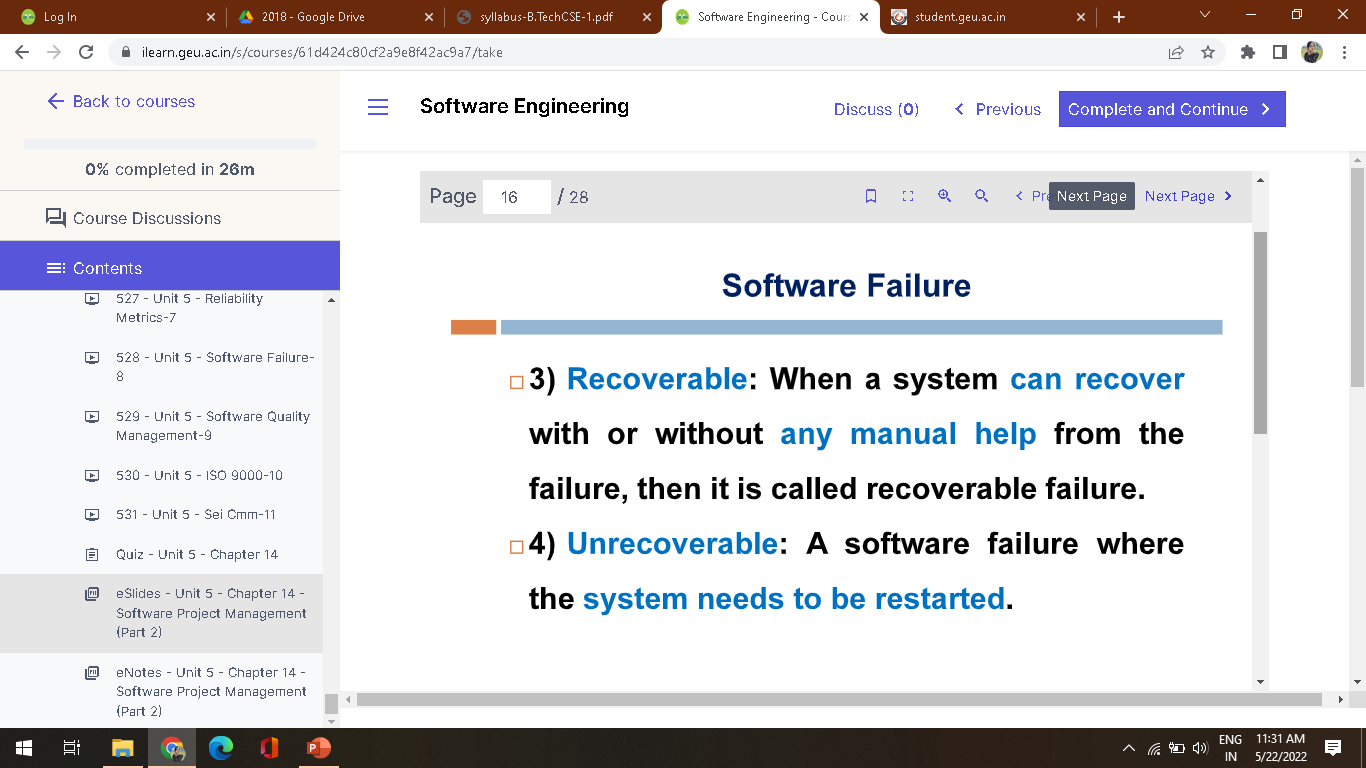 Log In
2018 - Google Drive
syllabus-B.TechCSE-1.pdf
Software Engineering - Cour
student.geu.ac.in
ilearn.geu.ac.in/s/courses/61d424c80cf2a9e8f42ac9a7/take
Back to courses
0% completed in 26m
Course Discussions
Contents
527 - Unit 5 - Reliability
Metrics-7
528 - Unit 5 - Software Failure-
8
529 - Unit 5 - Software Quality
Management-9
530 - Unit 5 - ISO 9000-10
531 - Unit 5 - Sei Cmm-11
Quiz - Unit 5 - Chapter 14
eSlides - Unit 5 - Chapter 14 -
Software Project Management
(Part 2)
eNotes - Unit 5 - Chapter 14 -
Software Project Management
(Part 2)
Software Engineering
Discuss (0)
Previous
Complete and Continue
Page 16 / 28
Pre
Next Page
Next Page
Software Failure
3) Recoverable: When a system can recover
with or without any manual help from the
failure, then it is called recoverable failure.
4) Unrecoverable: A software failure where
the system needs to be restarted.
ENG
IN
11:31 AM
5/22/2022